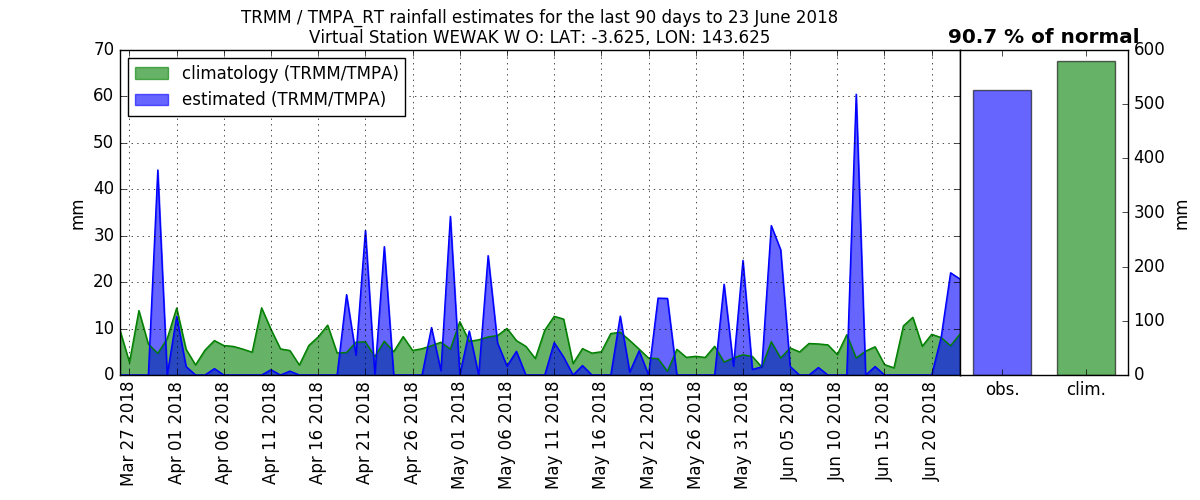 TRMM / TMPA_RT rainfall estimates for the last 90 days to 23 June 2018
Virtual Station WEWAK W O: LAT: -3.625, LON: 143.625
90.7 % of normal
climatology (TRMM/TMPA)
estimated (TRMM/TMPA)
70
60
50
40
30
20
10
0
mm
Mar 27 2018
Apr 01 2018
Apr 06 2018
Apr 11 2018
Apr 16 2018
Apr 21 2018
Apr 26 2018
May 01 2018
May 06 2018
May 11 2018
May 16 2018
May 21 2018
May 26 2018
May 31 2018
Jun 05 2018
Jun 10 2018
Jun 15 2018
Jun 20 2018
obs.
clim.
600
500
400
300
200
100
0
mm